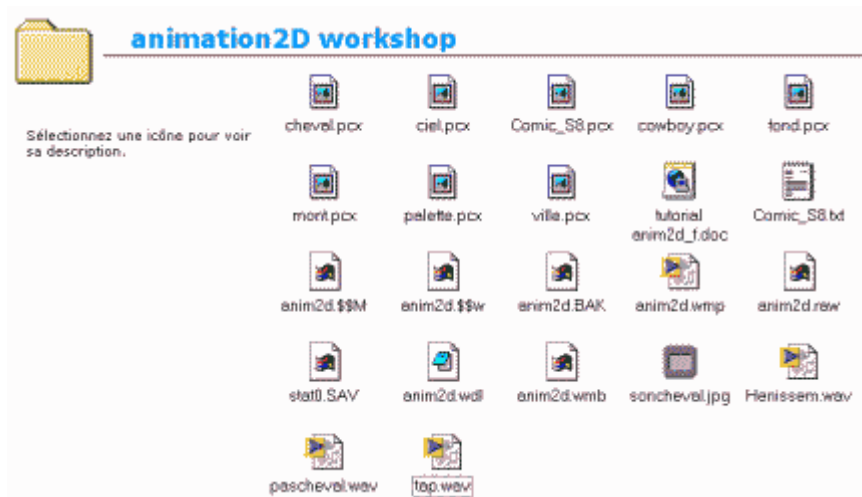 animation2D workshop
Sélectionnez une icône pour voir
sa description.
cheval.pcx ciel.pcx Comic_S8.pcx cowboy.pcx fond.pcx
mont.pcx palette.pcx ville.pcx tutorial Comic_S8.txt
anim2d_f.doc
anim2d.$$M anim2d.$$w anim2d.BAK anim2d.wmp anim2d.raw
stat0.SAV anim2d.wdl anim2d.wmb soncheval.jpg Henissem.wav
pascheval.wav tap.wav